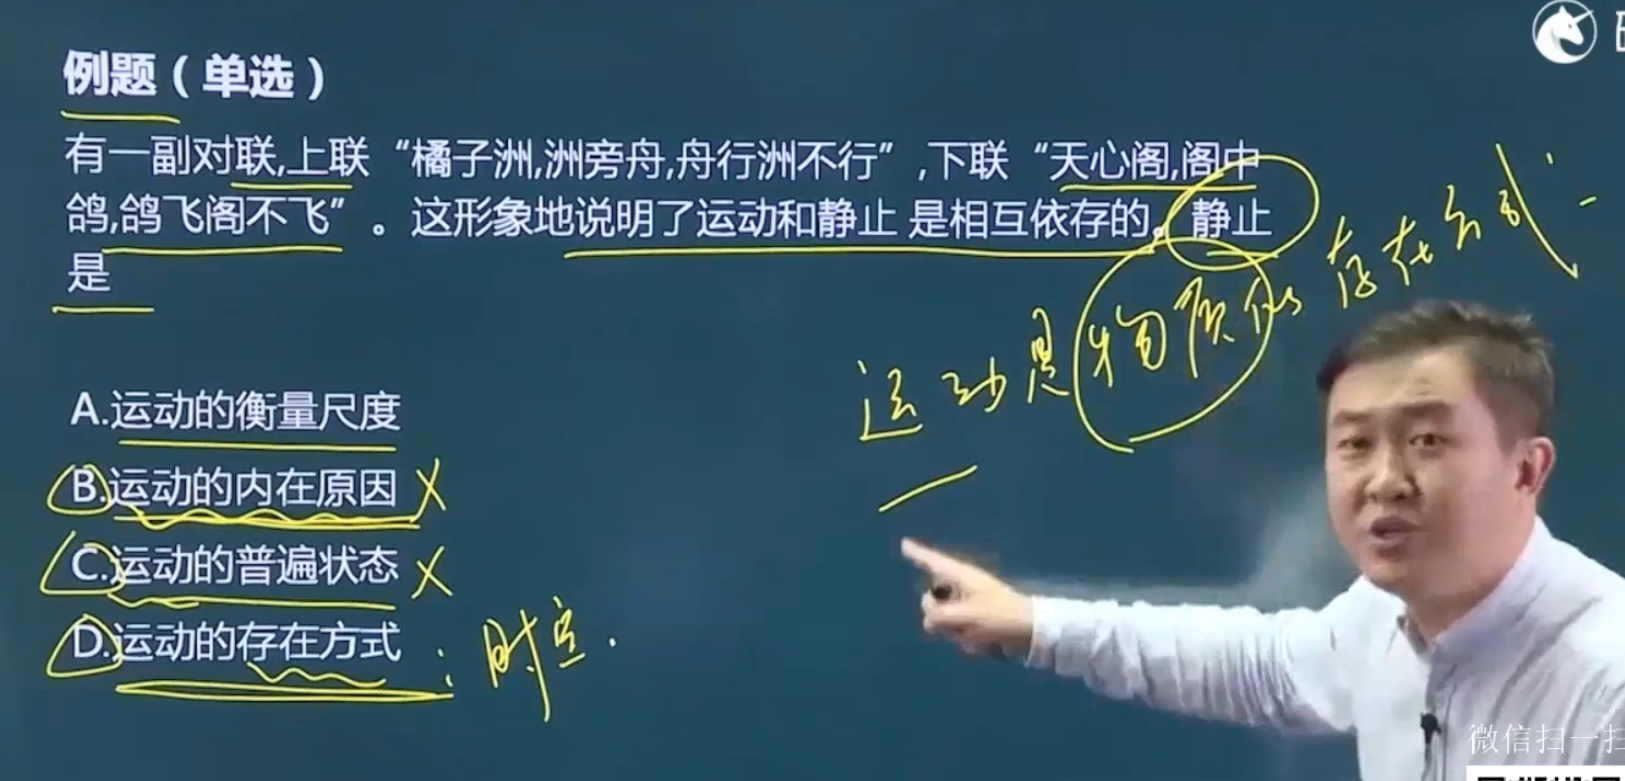 例题（单选）
有一副对联,上联“橘子洲,洲旁舟,舟行洲不行”,下联“天心阁,阁中
鸽,鸽飞阁不飞”。这形象地说明了运动和静止 是相互依存的。静止
是
运动是物质的存在方式
A.运动的衡量尺度
B.运动的内在原因 X
C.运动的普遍状态 X
D.运动的存在方式：时空.
微信扫一扫